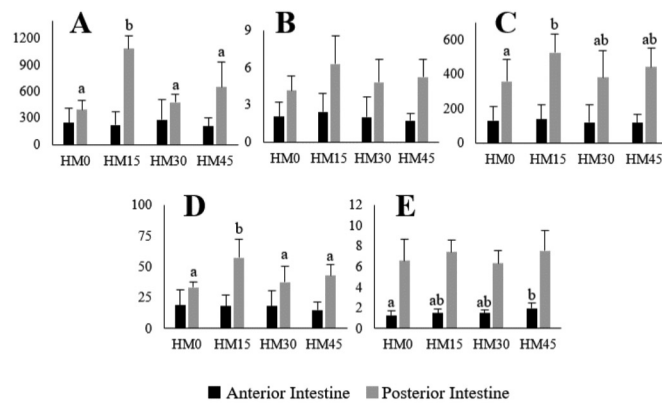 A
1200
900
600
300
0
a b a a
HM0 HM15 HM30 HM45
B
9
6
3
0
HM0 HM15 HM30 HM45
C
600
400
200
0
a b ab ab
HM0 HM15 HM30 HM45
D
100
75
50
25
0
a b a a
HM0 HM15 HM30 HM45
E
12
10
8
6
4
2
0
a ab ab b
HM0 HM15 HM30 HM45
Anterior Intestine Posterior Intestine